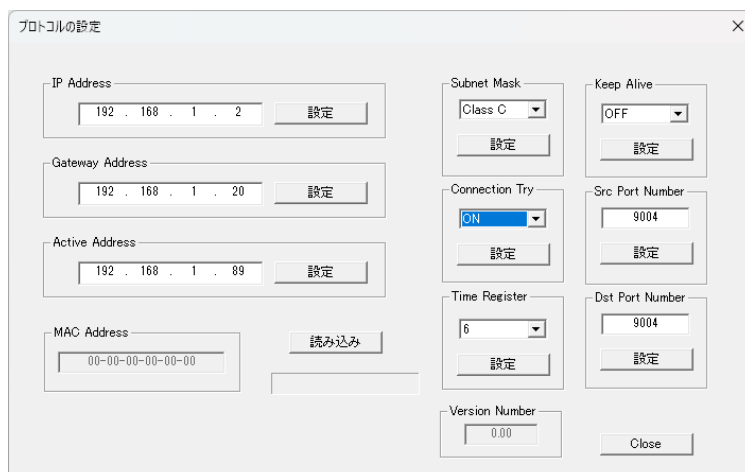 プロトコルの設定
IP Address
192 . 168 . 1 . 2
設定
Gateway Address
192 . 168 . 1 . 20
設定
Active Address
192 . 168 . 1 . 89
設定
MAC Address
00-00-00-00-00-00
読み込み
Subnet Mask
Class C
設定
Connection Try
ON
設定
Time Register
6
設定
Version Number
0.00
Keep Alive
OFF
設定
Src Port Number
9004
設定
Dst Port Number
9004
設定
Close